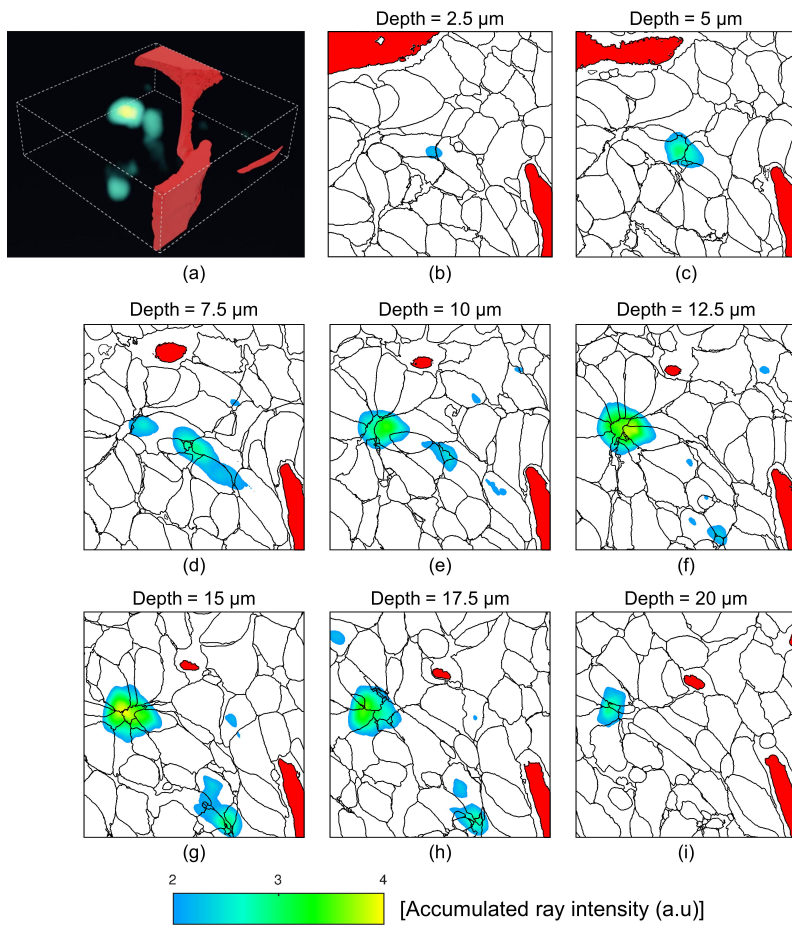 Depth = 2.5 μm
Depth = 5 μm
(a)
(b)
(c)
Depth = 7.5 μm
Depth = 10 μm
Depth = 12.5 μm
(d)
(e)
(f)
Depth = 15 μm
Depth = 17.5 μm
Depth = 20 μm
(g)
(h)
(i)
2
3
4
[Accumulated ray intensity (a.u)]